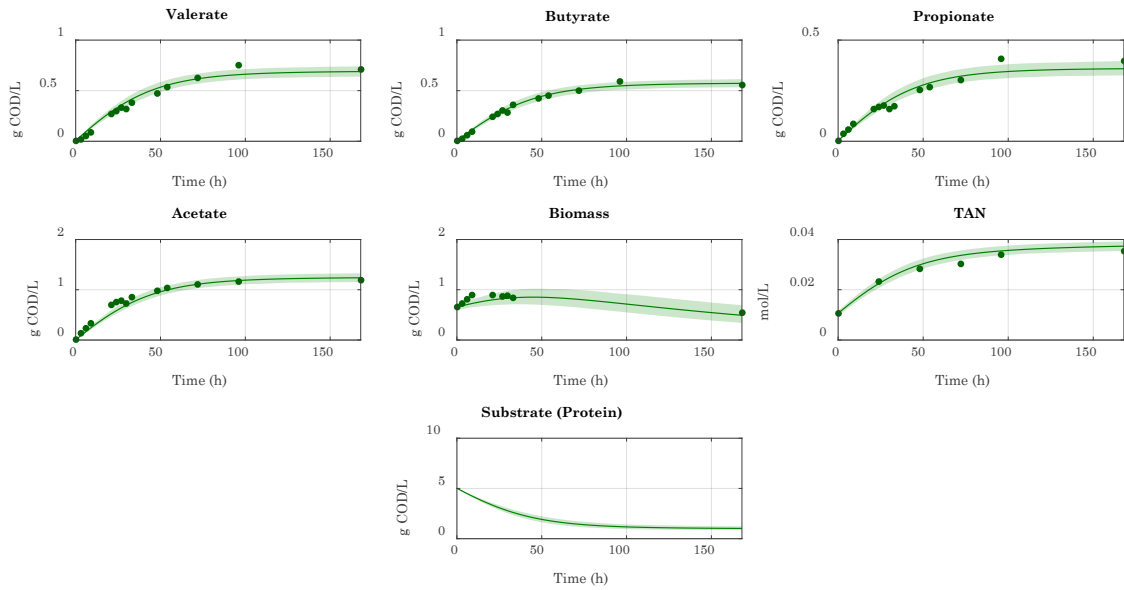 Valerate
1
0.5
0
g COD/L
0
50
100
150
Time (h)
Butyrate
1
0.5
0
g COD/L
0
50
100
150
Time (h)
Propionate
0.5
0
g COD/L
0
50
100
150
Time (h)
Acetate
2
1
0
g COD/L
0
50
100
150
Time (h)
Biomass
2
1
0
g COD/L
0
50
100
150
Time (h)
TAN
0.04
0.02
0
mol/L
0
50
100
150
Time (h)
Substrate (Protein)
10
5
0
g COD/L
0
50
100
150
Time (h)